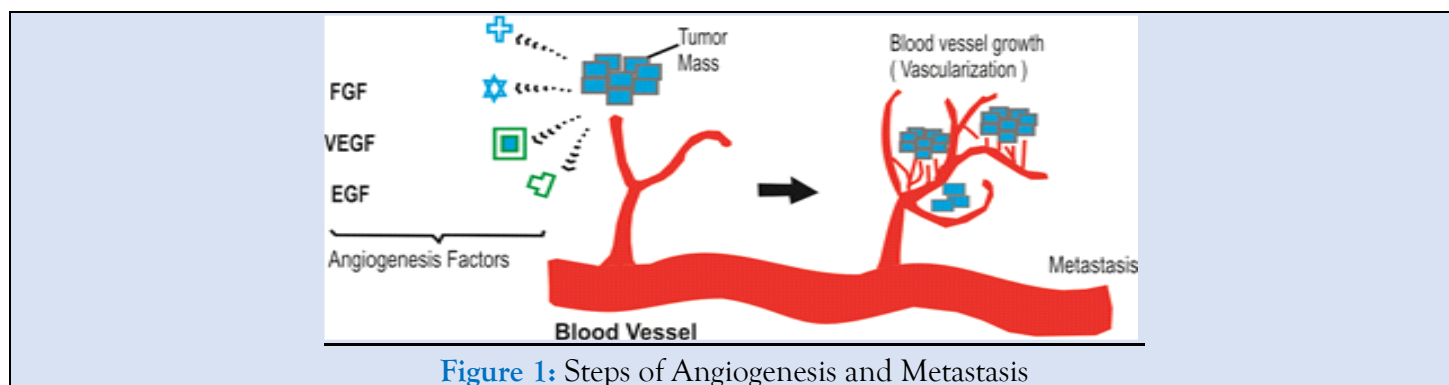 Tumor
Mass
Blood vessel growth
( Vascularization )
FGF
VEGF
EGF
Angiogenesis Factors
Metastasis
Blood Vessel
Figure 1: Steps of Angiogenesis and Metastasis